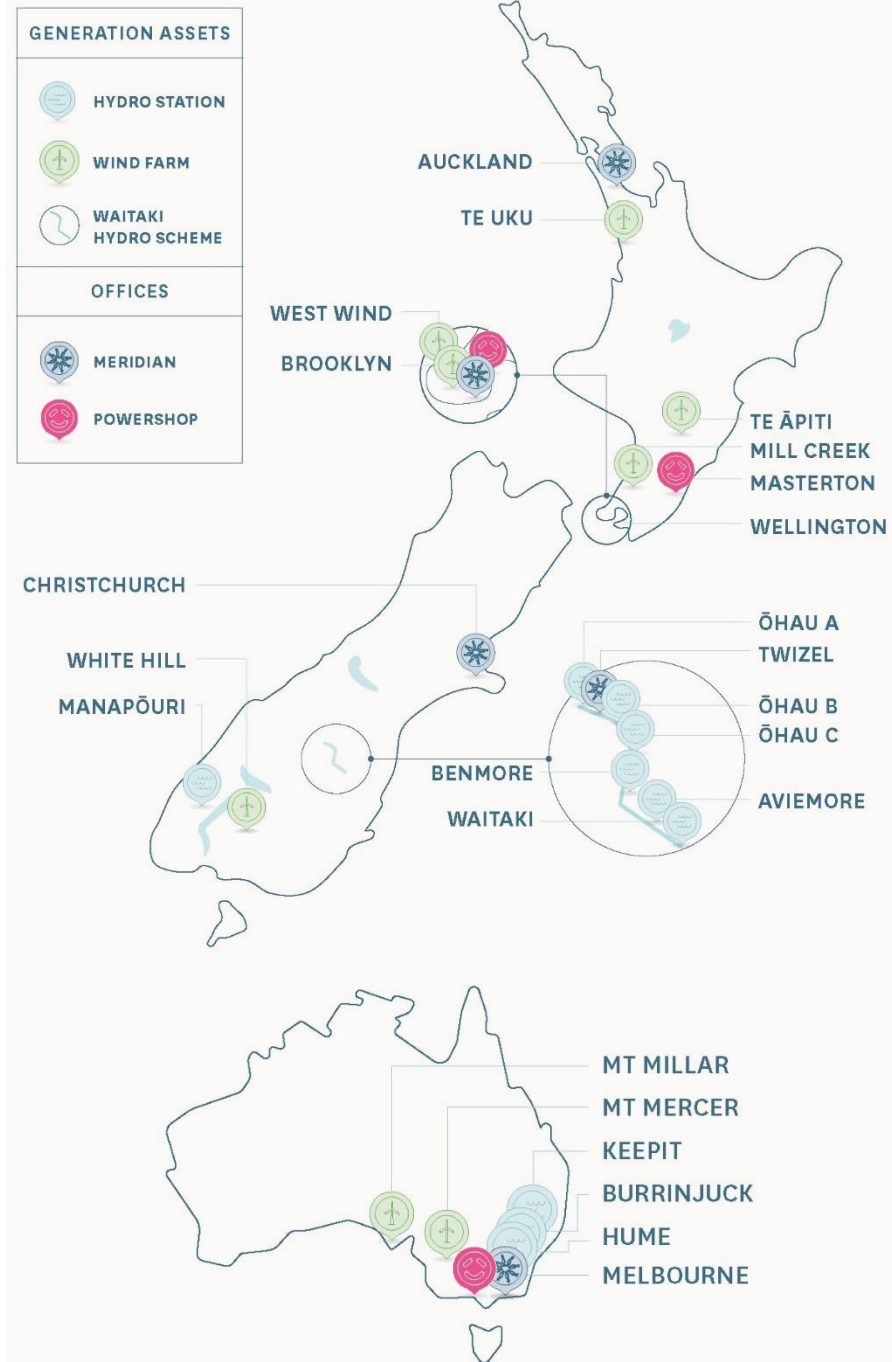 GENERATION ASSETS
HYDRO STATION
WIND FARM
WAITAKI
HYDRO SCHEME
OFFICES
MERIDIAN
POWERSHOP
AUCKLAND
TE UKU
WEST WIND
BROOKLYN
TE ĀPITI
MILL CREEK
MASTERTON
WELLINGTON
CHRISTCHURCH
WHITE HILL
MANAPŌURI
ŌHAU A
TWIZEL
ŌHAU B
ŌHAU C
BENMORE
AVIEMORE
WAITAKI
MT MILLAR
MT MERCER
KEEPIT
BURRINJUCK
HUME
MELBOURNE